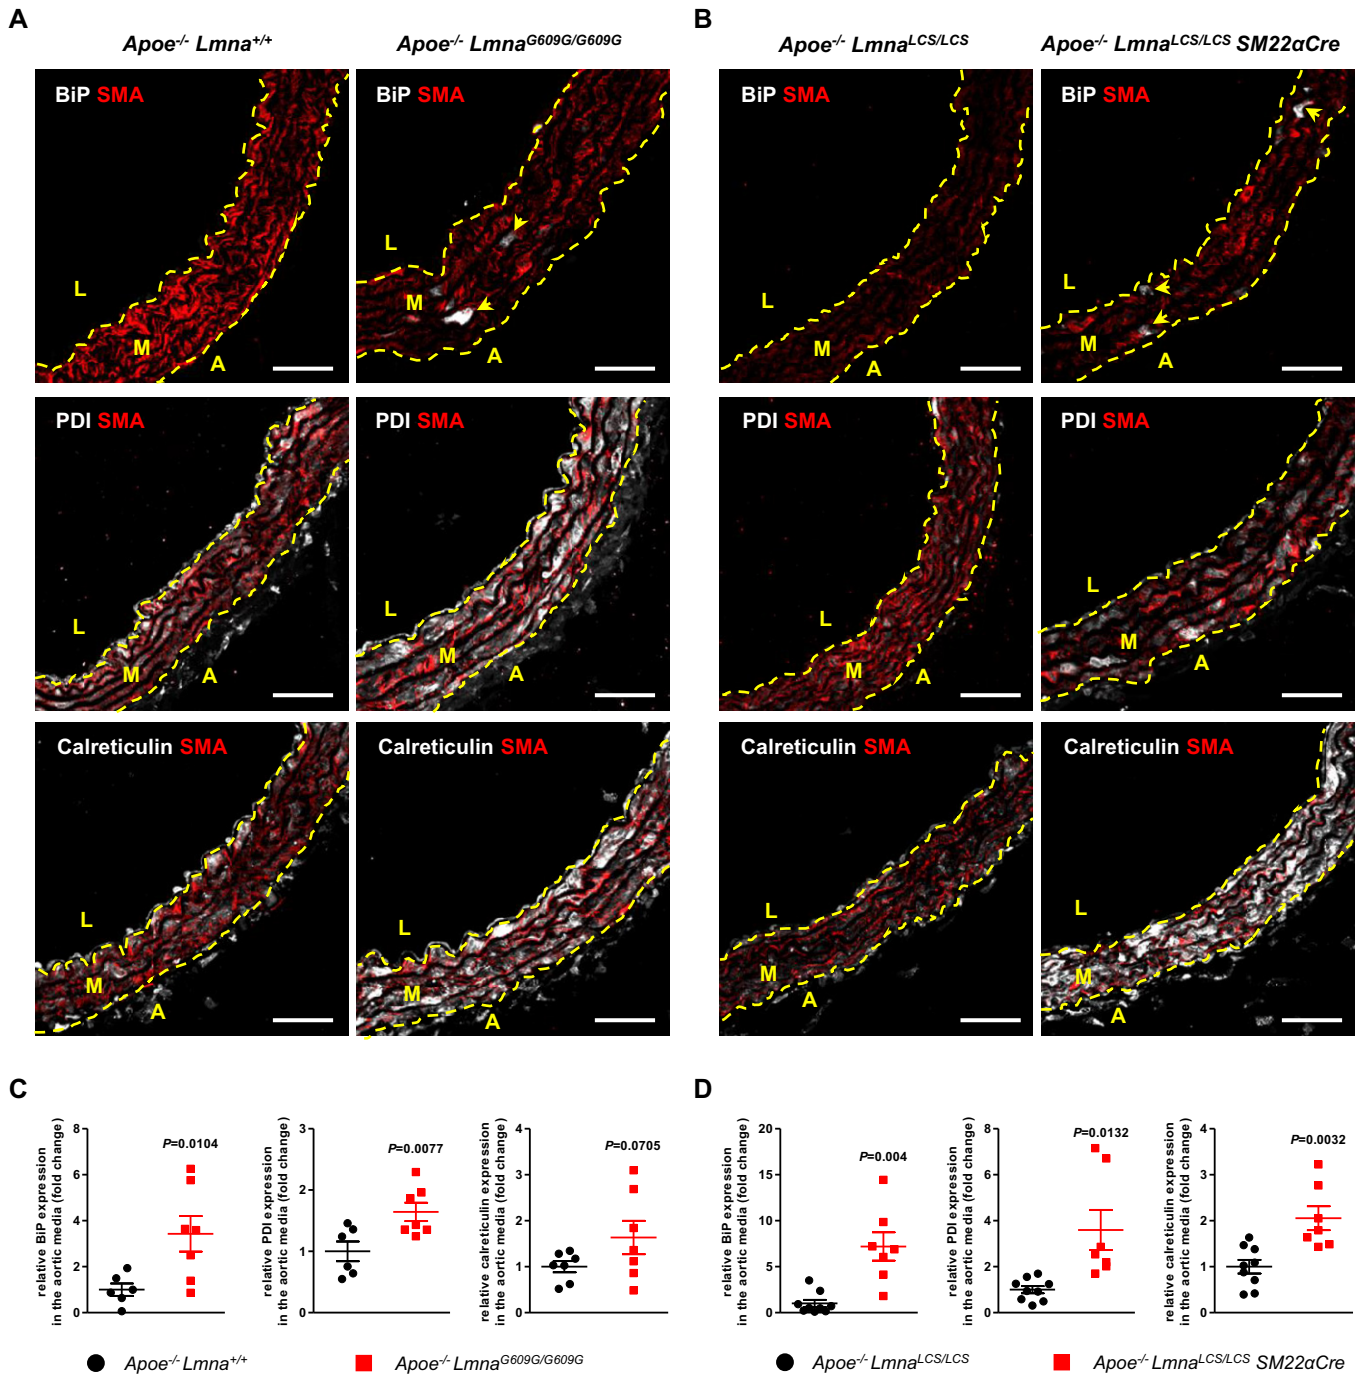 A
B
Apoe-/- Lmna+/+
Apoe-/- LmnaG609G/G609G
Apoe-/- LmnaLCS/LCS
Apoe-/- LmnaLCS/LCS SM22αCre
BiP SMA
L
M
A
BiP SMA
L
M
A
BiP SMA
L
M
A
BiP SMA
L
M
A
PDI SMA
L
M
A
PDI SMA
L
M
A
PDI SMA
L
M
A
PDI SMA
L
M
A
Calreticulin SMA
L
M
A
Calreticulin SMA
L
M
A
Calreticulin SMA
L
M
A
Calreticulin SMA
L
M
A
C
D
relative BiP expression
in the aortic media (fold change)
8
6
4
2
0
P=0.0104
relative PDI expression
in the aortic media (fold change)
3
2
1
0
P=0.0077
relative calreticulin expression
in the aortic media (fold change)
4
3
2
1
0
P=0.0705
relative BiP expression
in the aortic media (fold change)
20
15
10
5
0
P=0.004
relative PDI expression
in the aortic media (fold change)
8
6
4
2
0
P=0.0132
relative calreticulin expression
in the aortic media (fold change)
4
3
2
1
0
P=0.0032
Apoe-/- Lmna+/+
Apoe-/- LmnaG609G/G609G
Apoe-/- LmnaLCS/LCS
Apoe-/- LmnaLCS/LCS SM22αCre